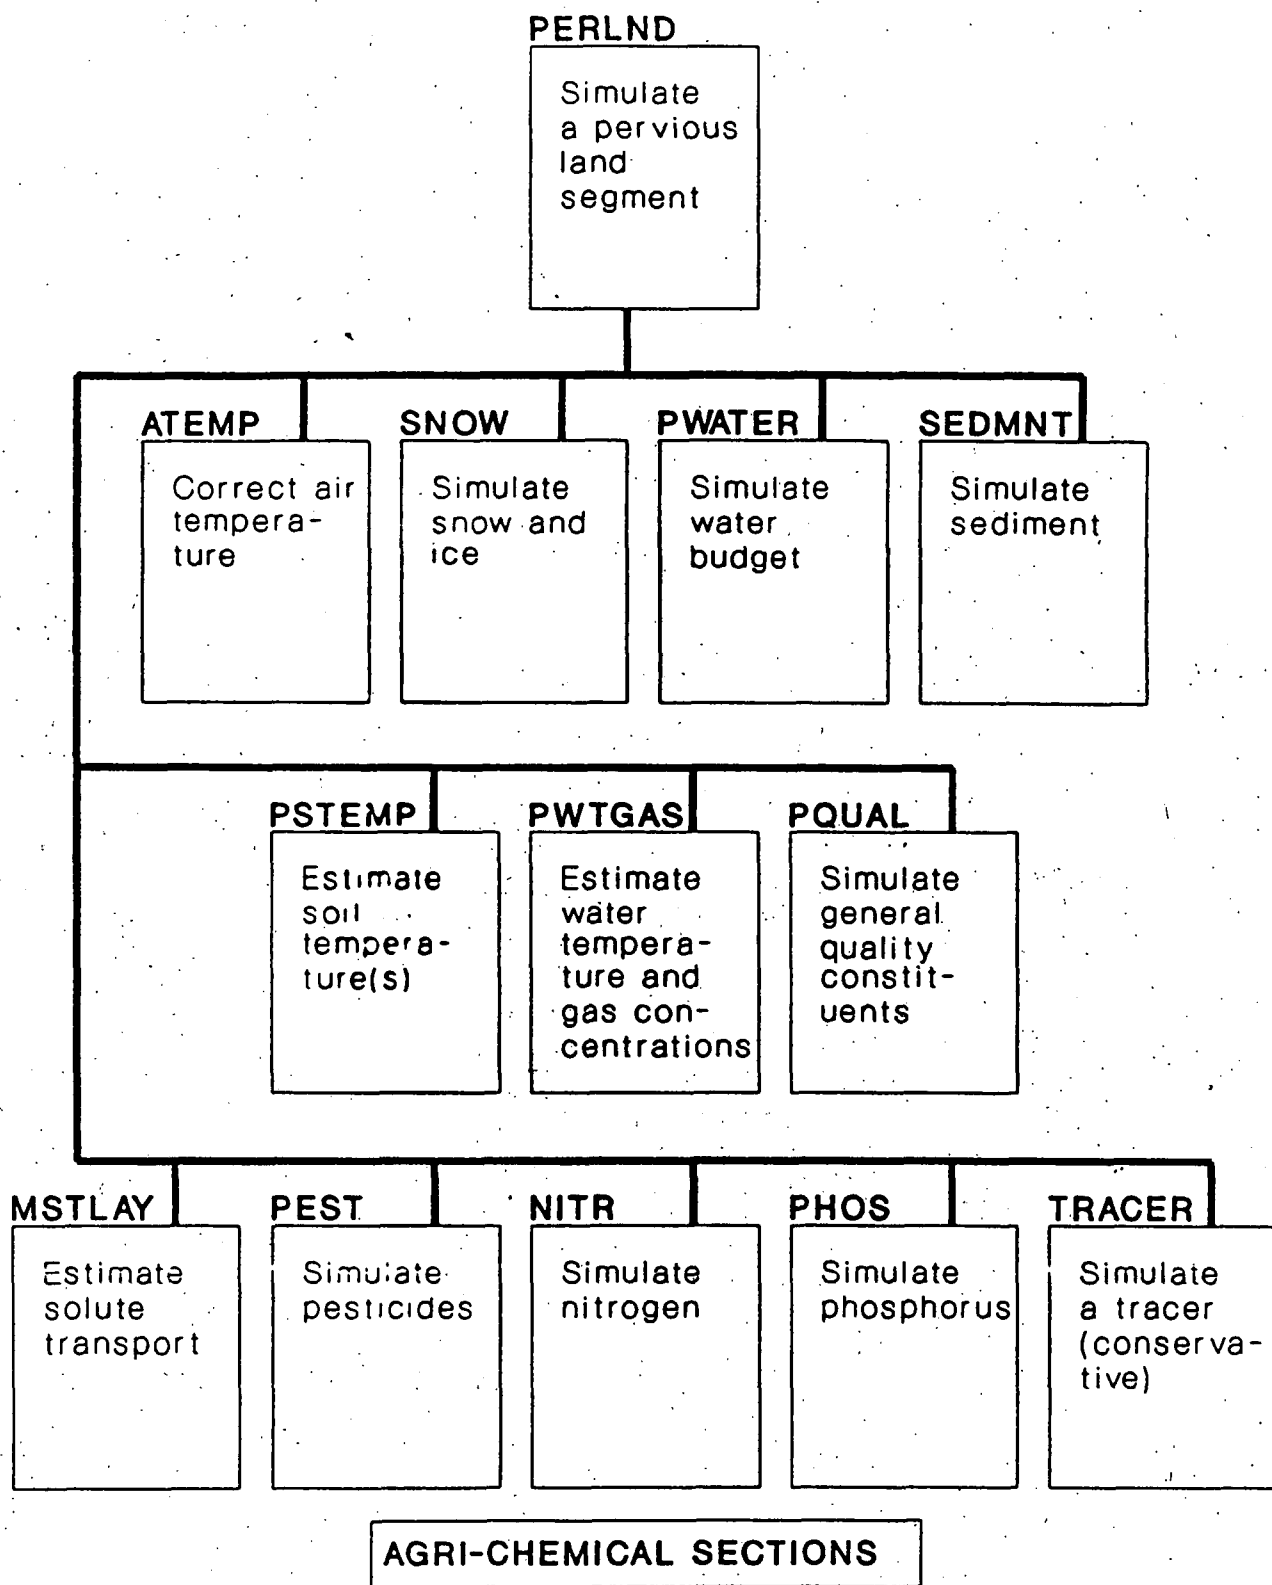 PERLND
Simulate
a pervious
land
segment
ATEMP
Correct air
tempera-
ture
SNOW
Simulate
snow and
ice
PWATER
Simulate
water
budget
SEDMNT
Simulate
sediment
PSTEMP
Estimate
soil
tempera-
ture(s)
PWTGAS
Estimate
water
tempera-
ture and
gas con-
centrations
PQUAL
Simulate
general
quality
constit-
uents
MSTLAY
Estimate
solute
transport
PEST
Simulate
pesticides
NITR
Simulate
nitrogen
PHOS
Simulate
phosphorus
TRACER
Simulate
a tracer
(conserva-
tive)
AGRI-CHEMICAL SECTIONS